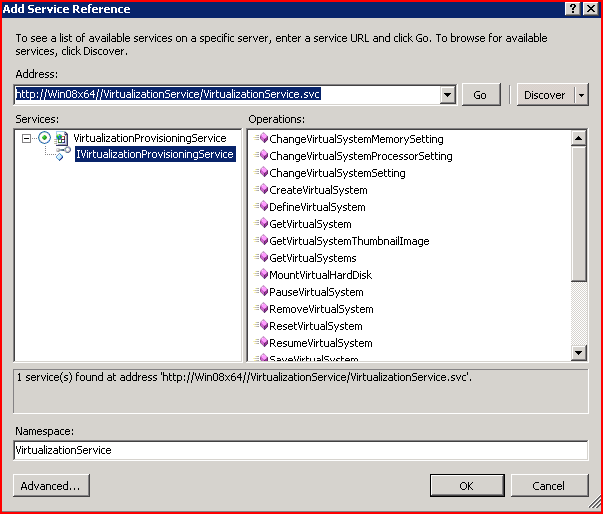 Add Service Reference
To see a list of available services on a specific server, enter a service URL and click Go. To browse for available
services, click Discover.
Address:
http://Win08x64//VirtualizationService/VirtualizationService.svc
Go
Discover
Services:
Operations:
VirtualizationProvisioningService
IVirtualizationProvisioningService
ChangeVirtualSystemMemorySetting
ChangeVirtualSystemProcessorSetting
ChangeVirtualSystemSetting
CreateVirtualSystem
DefineVirtualSystem
GetVirtualSystem
GetVirtualSystemThumbnailImage
GetVirtualSystems
MountVirtualHardDisk
PauseVirtualSystem
RemoveVirtualSystem
ResetVirtualSystem
ResumeVirtualSystem
SaveVirtualSystem
1 service(s) found at address 'http://Win08x64//VirtualizationService/VirtualizationService.svc'.
Namespace:
VirtualizationService
Advanced...
OK
Cancel